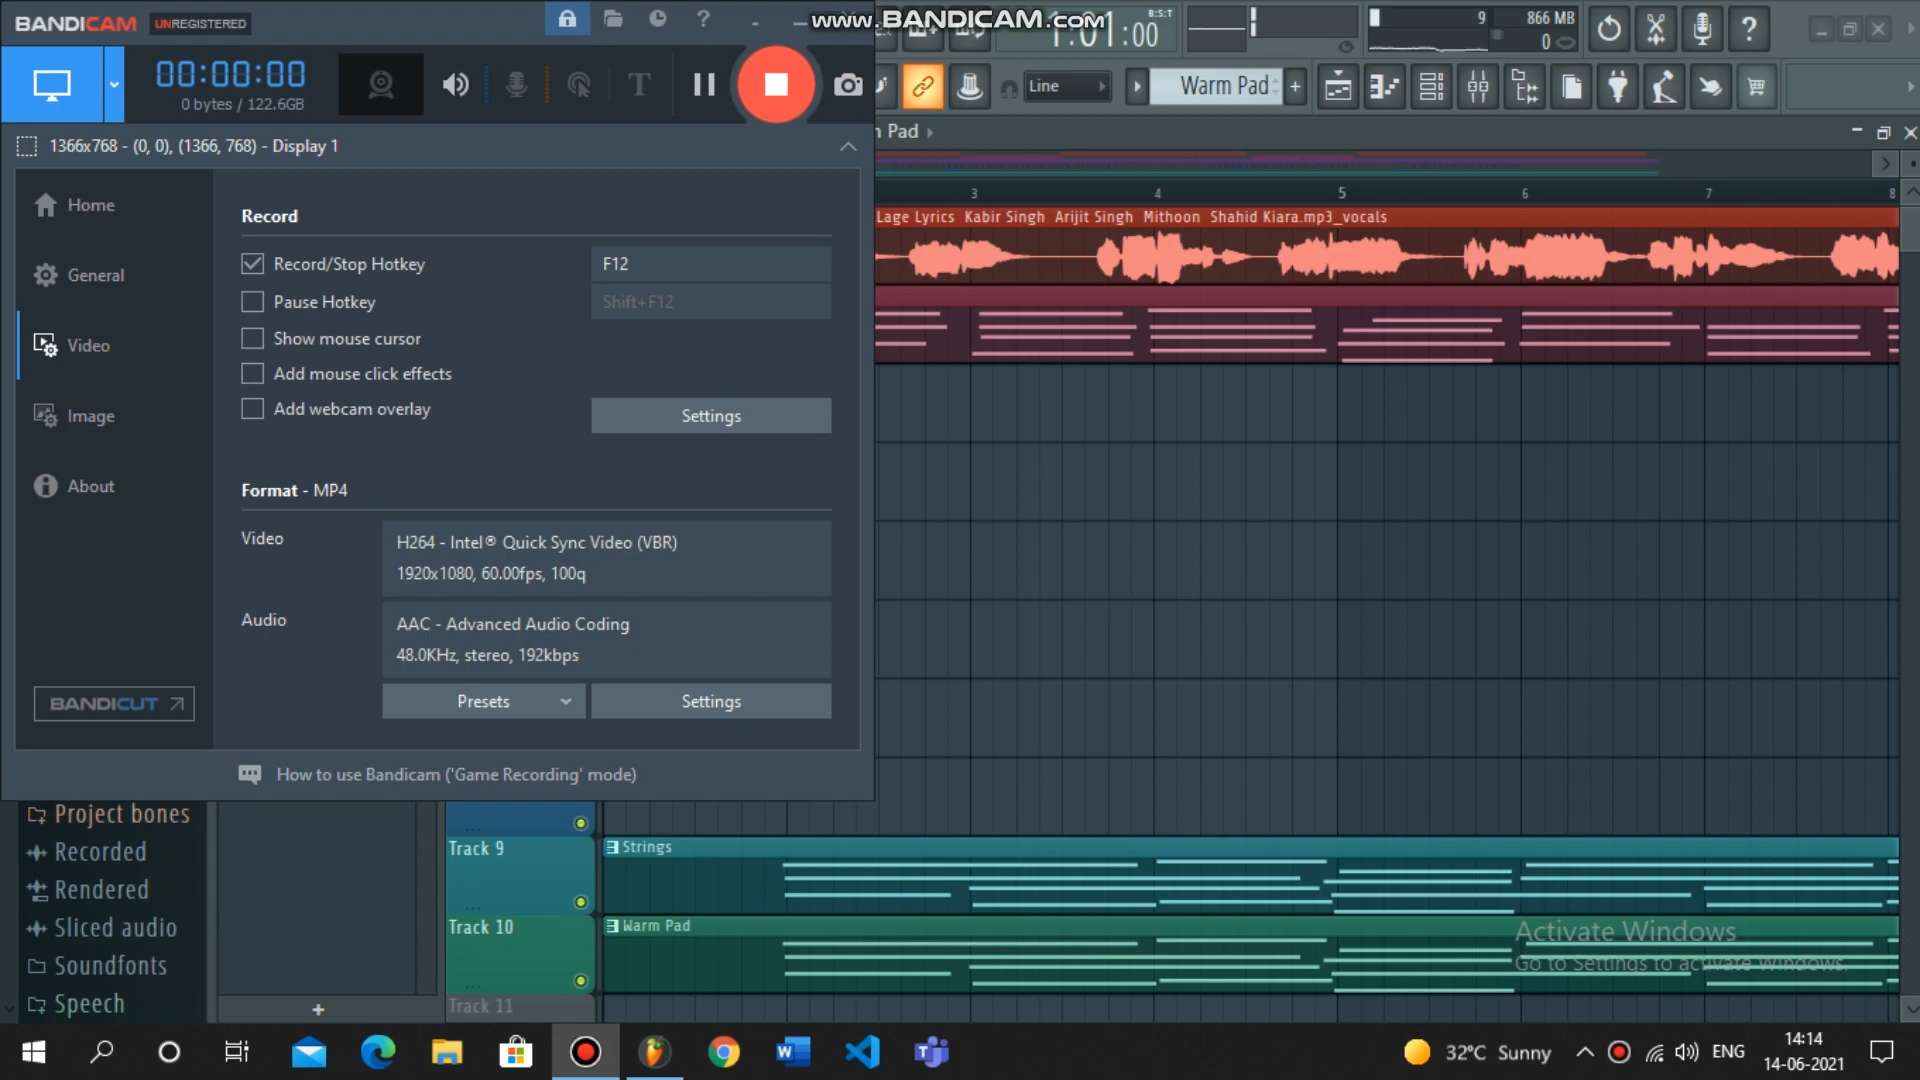 BANDICAM UNREGISTERED
?
www.BANDICAM.com
1:01:00
B:S:T
9
866 MB
0
?
00:00:00
0 bytes / 122.6GB
T
Line
Warm Pad
+
1366x768 - (0, 0), (1366, 768) - Display 1
Pad
Home
General
Video
Image
About
BANDICUT
Record
Record/Stop Hotkey
F12
Pause Hotkey
Shift+F12
Show mouse cursor
Add mouse click effects
Add webcam overlay
Settings
Format - MP4
Video
H264 - Intel® Quick Sync Video (VBR)
1920x1080, 60.00fps, 100q
Audio
AAC - Advanced Audio Coding
48.0KHz, stereo, 192kbps
Presets
Settings
How to use Bandicam ('Game Recording' mode)
3 4 5 6 7 8
Lage Lyrics Kabir Singh Arijit Singh Mithoon Shahid Kiara.mp3_vocals
Project bones
Recorded
Rendered
Sliced audio
Soundfonts
Speech
+
Track 9
Strings
Track 10
Warm Pad
Track 11
Activate Windows
Go to Settings to activate Windows.
32°C Sunny
ENG
14:14
14-06-2021